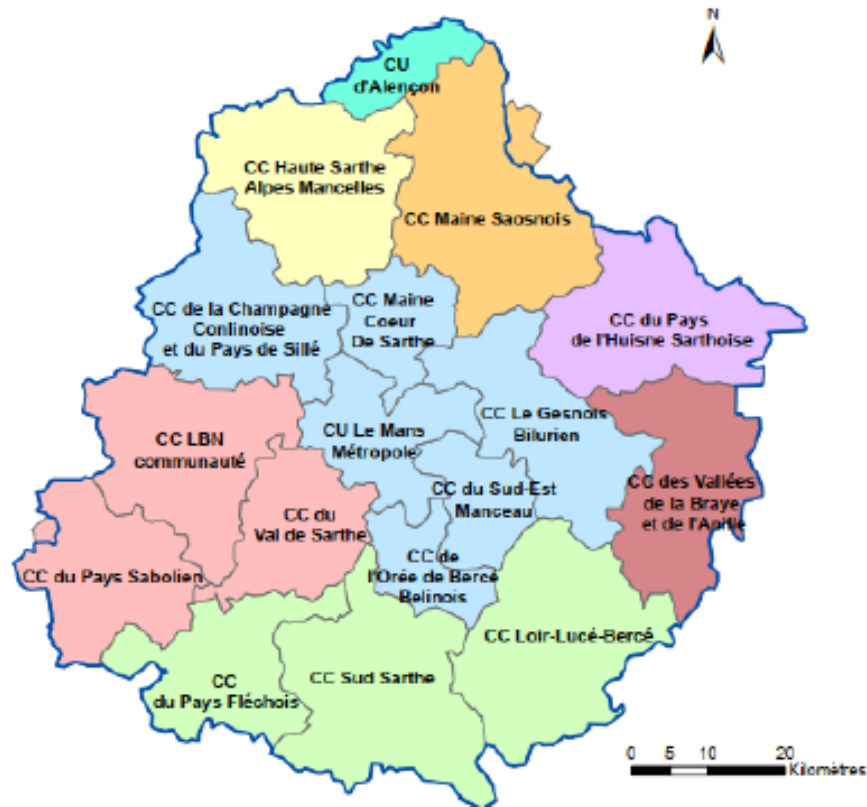 N
CU
d'Alençon
CC Haute Sarthe
Alpes Mancelles
CC Maine Saosnois
CC de la Champagne
Conlinoise
et du Pays de Sillé
CC Maine
Coeur
De Sarthe
CC du Pays
de l'Huisne Sarthoise
CC LBN
communauté
CU Le Mans
Métropole
CC Le Gesnois
Bilurien
CC du Sud-Est
Manceau
CC des Vallées
de la Braye
et de l'Anille
CC du
Val de Sarthe
CC du Pays Sabolien
CC de
l'Orée de Bercé
Belinois
CC Loir-Lucé-Bercé
CC
du Pays Fléchois
CC Sud Sarthe
0 5 10 20
Kilomètres